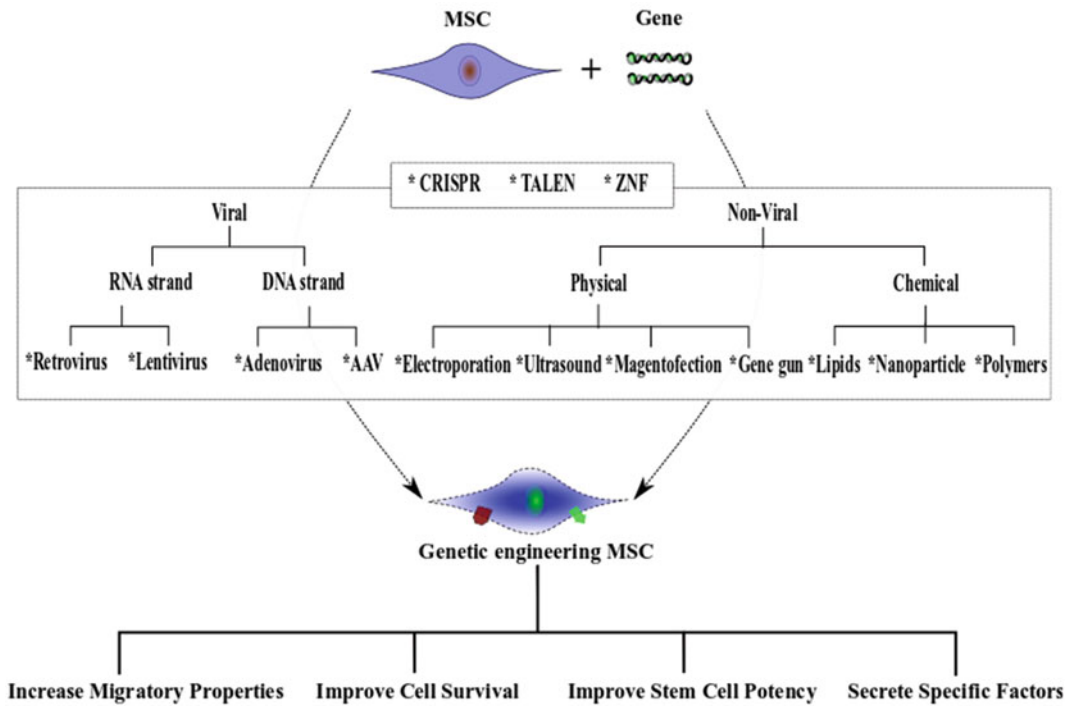 MSC Gene
+
* CRISPR * TALEN * ZNF
Viral Non-Viral
RNA strand DNA strand Physical Chemical
*Retrovirus *Lentivirus *Adenovirus *AAV *Electroporation *Ultrasound *Magentofection *Gene gun *Lipids *Nanoparticle *Polymers
Genetic engineering MSC
Increase Migratory Properties Improve Cell Survival Improve Stem Cell Potency Secrete Specific Factors